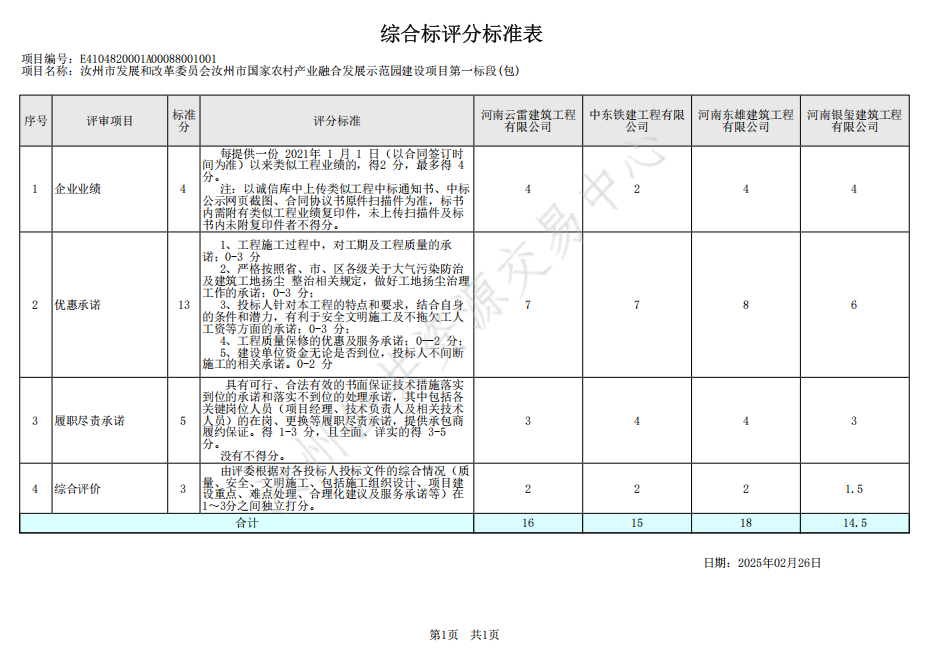 综合标评分标准表
项目编号：E4104820001A00088001001
项目名称：汝州市发展和改革委员会汝州市国家农村产业融合发展示范园建设项目第一标段(包)
序号 评审项目 标准分 评分标准 河南云雷建筑工程有限公司 中东铁建工程有限公司 河南东雄建筑工程有限公司 河南银玺建筑工程有限公司
每提供一份 2021年 1 月 1 日（以合同签订时
间为准）以来类似工程业绩的，得2 分，最多得 4
分。
1 企业业绩 4 4 2 4 4
注：以诚信库中上传类似工程中标通知书、中标
公示网页截图、合同协议书原件扫描件为准，标书
内需附有类似工程业绩复印件，未上传扫描件及标
书内未附复印件者不得分。
1、工程施工过程中，对工期及工程质量的承
诺；0-3 分
2、严格按照省、市、区各级关于大气污染防治
及建筑工地扬尘 整治相关规定，做好工地扬尘治理
工作的承诺；0-3 分；
2 优惠承诺 13 7 7 8 6
3、投标人针对本工程的特点和要求，结合自身
的条件和潜力，有利于安全文明施工及不拖欠工人
工资等方面的承诺；0-3 分；
4、工程质量保修的优惠及服务承诺；0—2 分；
5、建设单位资金无论是否到位，投标人不间断
施工的相关承诺。0-2 分
具有可行、合法有效的书面保证技术措施落实
到位的承诺和落实不到位的处理承诺，其中包括各
关键岗位人员（项目经理、技术负责人及相关技术
人员）的在岗、更换等履职尽责承诺，提供承包商
履约保证。得 1-3 分，且全面、详实的得 3-5
分。
没有不得分。
3 履职尽责承诺 5 3 4 4 3
由评委根据对各投标人投标文件的综合情况（质
量、安全、文明施工、包括施工组织设计、项目建
设重点、难点处理、合理化建议及服务承诺等）在
1～3分之间独立打分。
4 综合评价 3 2 2 2 1.5
合计 16 15 18 14.5
日期：2025年02月26日
第1页 共1页